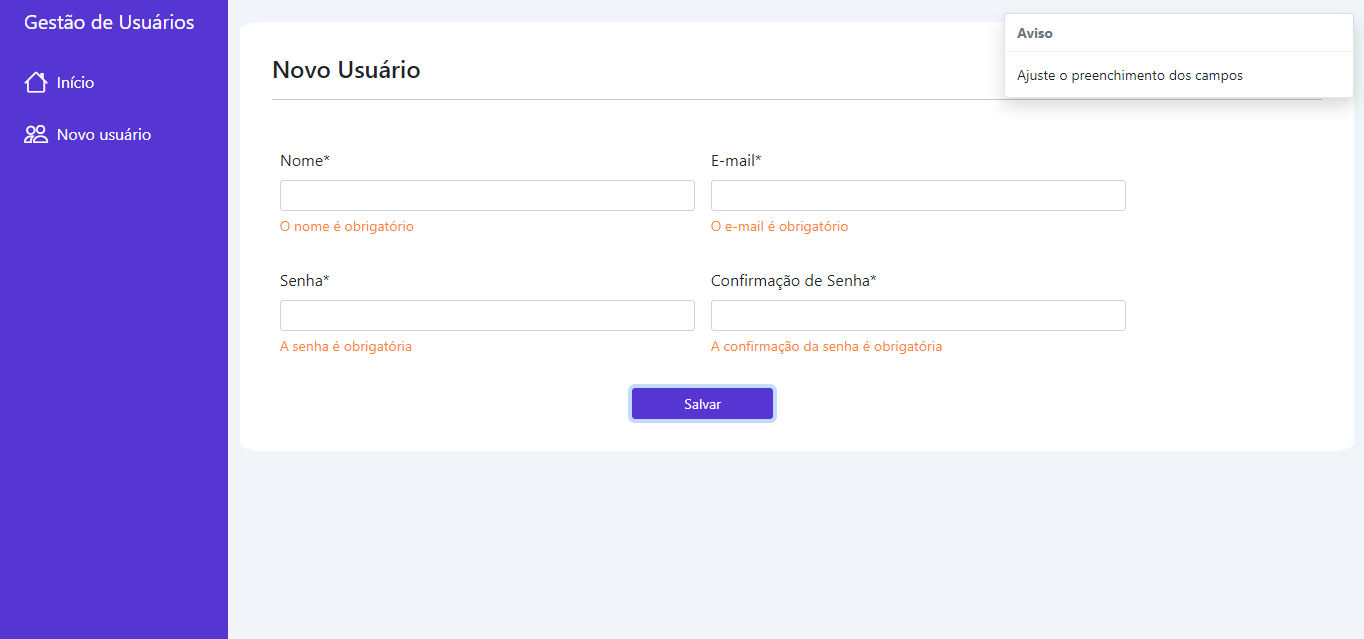 Gestão de Usuários
Início
Novo usuário
Novo Usuário
Aviso
Ajuste o preenchimento dos campos
Nome*
E-mail*
O nome é obrigatório
O e-mail é obrigatório
Senha*
Confirmação de Senha*
A senha é obrigatória
A confirmação da senha é obrigatória
Salvar